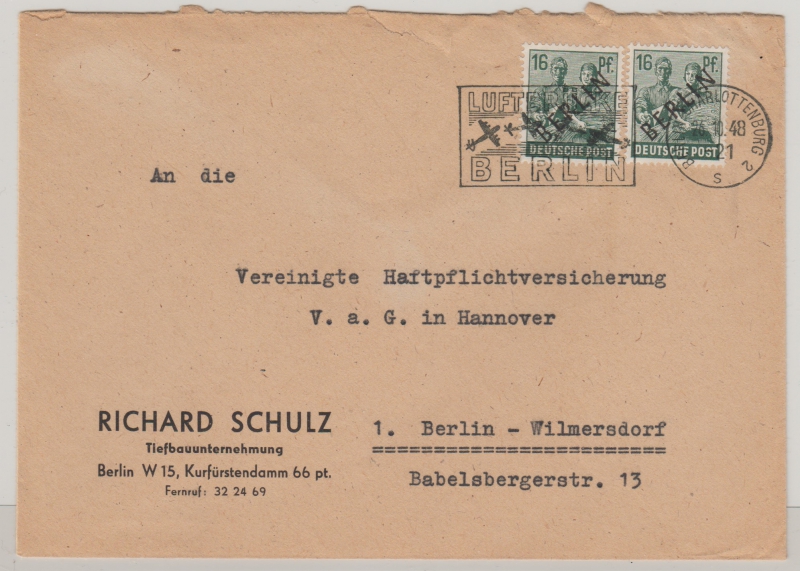 16 Pf.
BERLIN
DEUTSCHE POST
16 Pf.
BERLIN
DEUTSCHE POST
BERLIN
CHARLOTTENBURG 2
10.48
21
s
An die
Vereinigte Haftpflichtversicherung
V. a. G. in Hannover
RICHARD SCHULZ
Tiefbauunternehmung
Berlin W 15, Kurfürstendamm 66 pt.
Fernruf: 32 24 69
1. Berlin - Wilmersdorf
=========================
Babelsbergerstr. 13